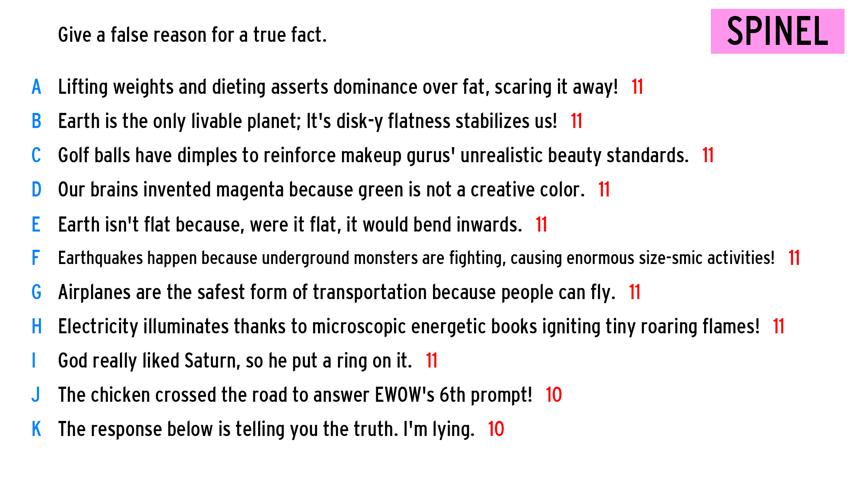 Give a false reason for a true fact.
SPINEL
A Lifting weights and dieting asserts dominance over fat, scaring it away! 11
B Earth is the only livable planet; It's disk-y flatness stabilizes us! 11
C Golf balls have dimples to reinforce makeup gurus' unrealistic beauty standards. 11
D Our brains invented magenta because green is not a creative color. 11
E Earth isn't flat because, were it flat, it would bend inwards. 11
F Earthquakes happen because underground monsters are fighting, causing enormous size-smic activities! 11
G Airplanes are the safest form of transportation because people can fly. 11
H Electricity illuminates thanks to microscopic energetic books igniting tiny roaring flames! 11
I God really liked Saturn, so he put a ring on it. 11
J The chicken crossed the road to answer EWOW's 6th prompt! 10
K The response below is telling you the truth. I'm lying. 10